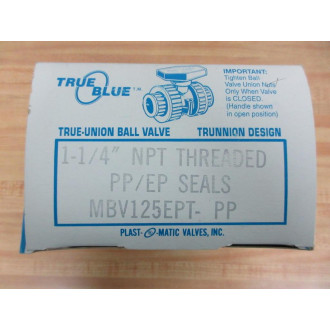 TRUE
BLUE™
IMPORTANT:
Tighten Ball
Valve Union Nuts
Only When Valve
is CLOSED.
(Handle shown
in open position)
TRUE-UNION BALL VALVE
TRUNNION DESIGN
1-1/4" NPT THREADED
PP/EP SEALS
MBV125EPT- PP
PLAST-O-MATIC VALVES, INC.